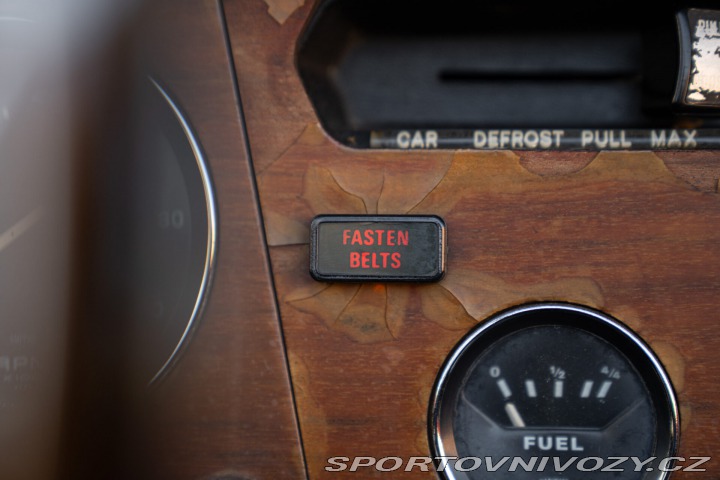 CAR DEFROST PULL MAX
FASTEN
BELTS
0 1/2 4/4
FUEL
SPORTOVNIVOZY.CZ